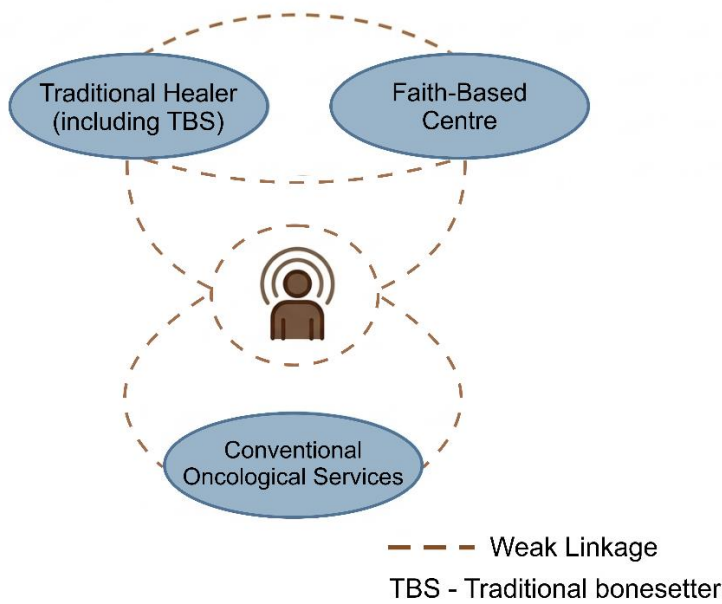 Traditional Healer
(including TBS)
Faith-Based
Centre
Conventional
Oncological Services
Weak Linkage
TBS - Traditional bonesetter